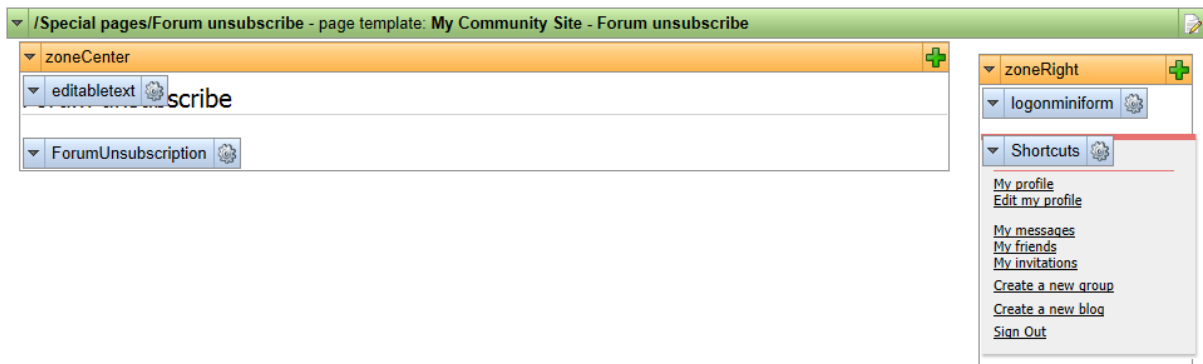 /Special pages/Forum unsubscribe - page template: My Community Site - Forum unsubscribe
zoneCenter
editabletext
scribe
ForumUnsubscription
zoneRight
logonminiform
Shortcuts
My profile
Edit my profile
My messages
My friends
My invitations
Create a new group
Create a new blog
Sign Out